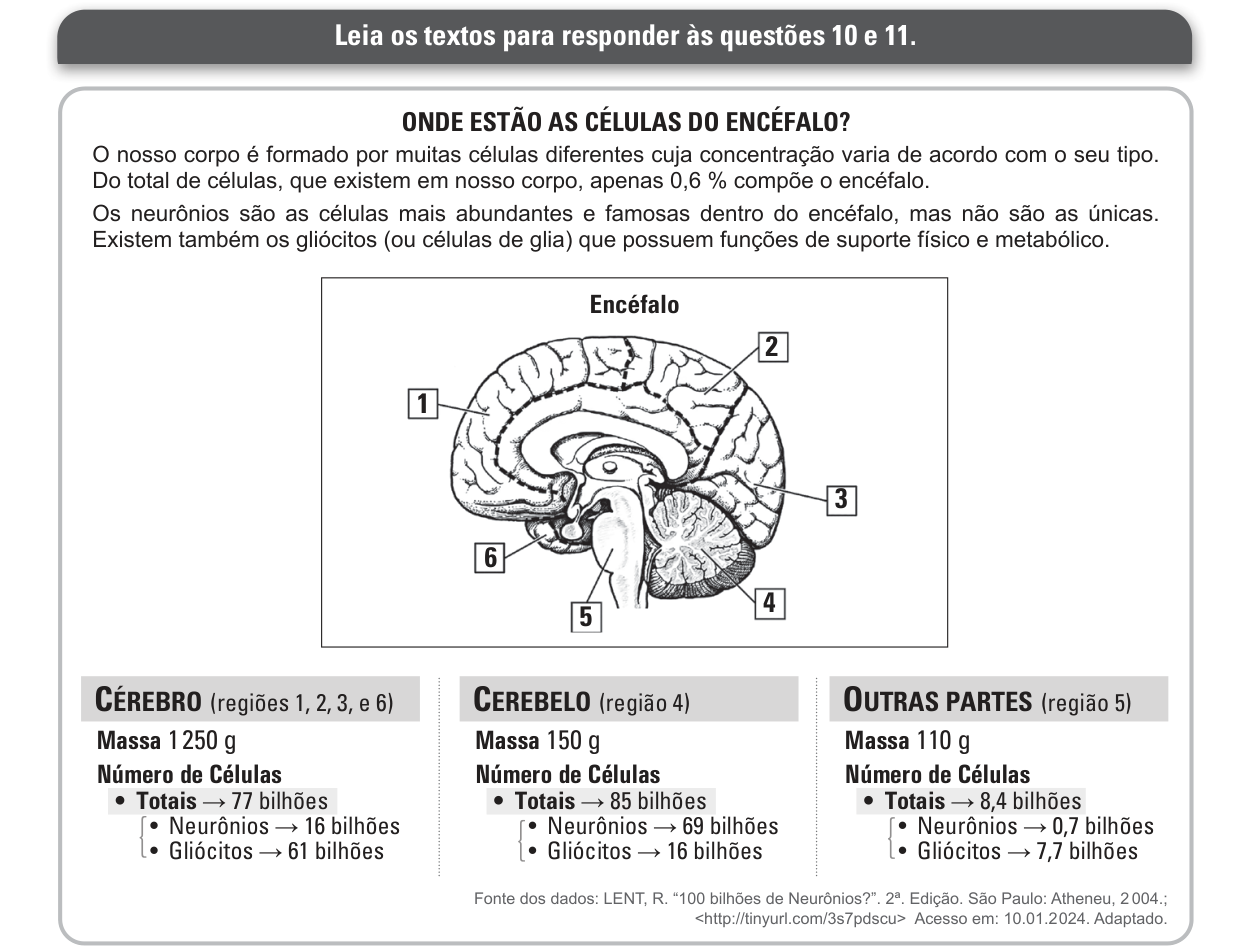 Leia os textos para responder às questões 10 e 11.
ONDE ESTÃO AS CÉLULAS DO ENCÉFALO?
O nosso corpo é formado por muitas células diferentes cuja concentração varia de acordo com o seu tipo.
Do total de células, que existem em nosso corpo, apenas 0,6 % compõe o encéfalo.
Os neurônios são as células mais abundantes e famosas dentro do encéfalo, mas não são as únicas.
Existem também os gliócitos (ou células de glia) que possuem funções de suporte físico e metabólico.
Encéfalo
2
1
3
6
4
5
CÉREBRO (regiões 1, 2, 3, e 6)
Massa 1 250 g
Número de Células
• Totais → 77 bilhões
• Neurônios → 16 bilhões
• Gliócitos → 61 bilhões
CEREBELO (região 4)
Massa 150 g
Número de Células
• Totais → 85 bilhões
• Neurônios → 69 bilhões
• Gliócitos → 16 bilhões
OUTRAS PARTES (região 5)
Massa 110 g
Número de Células
• Totais → 8,4 bilhões
• Neurônios → 0,7 bilhões
• Gliócitos → 7,7 bilhões
Fonte dos dados: LENT, R. “100 bilhões de Neurônios?”. 2ª. Edição. São Paulo: Atheneu, 2 004.;
<http://tinyurl.com/3s7pdscu> Acesso em: 10.01.2024. Adaptado.